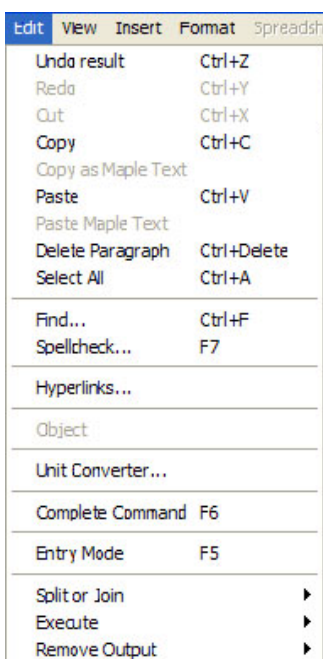 Edit View Insert Format Spreadsh
Undo result Ctrl+Z
Redo Ctrl+Y
Cut Ctrl+X
Copy Ctrl+C
Copy as Maple Text
Paste Ctrl+V
Paste Maple Text
Delete Paragraph Ctrl+Delete
Select All Ctrl+A
Find... Ctrl+F
Spellcheck... F7
Hyperlinks...
Object
Unit Converter...
Complete Command F6
Entry Mode F5
Split or Join
Execute
Remove Output